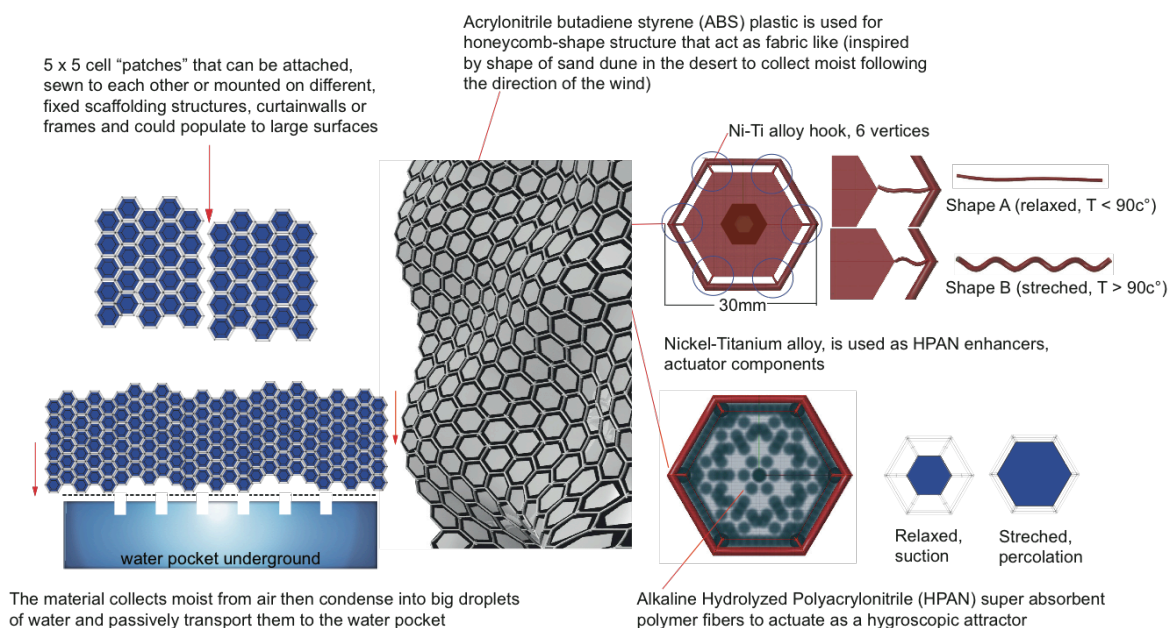 Acrylonitrile butadiene styrene (ABS) plastic is used for
honeycomb-shape structure that act as fabric like (inspired
by shape of sand dune in the desert to collect moist following
the direction of the wind)
5 x 5 cell “patches” that can be attached,
sewn to each other or mounted on different,
fixed scaffolding structures, curtainwalls or
frames and could populate to large surfaces
Ni-Ti alloy hook, 6 vertices
30mm
Shape A (relaxed, T < 90c°)
Shape B (streched, T > 90c°)
Nickel-Titanium alloy, is used as HPAN enhancers,
actuator components
Relaxed,
suction
Streched,
percolation
water pocket underground
The material collects moist from air then condense into big droplets
of water and passively transport them to the water pocket
Alkaline Hydrolyzed Polyacrylonitrile (HPAN) super absorbent
polymer fibers to actuate as a hygroscopic attractor